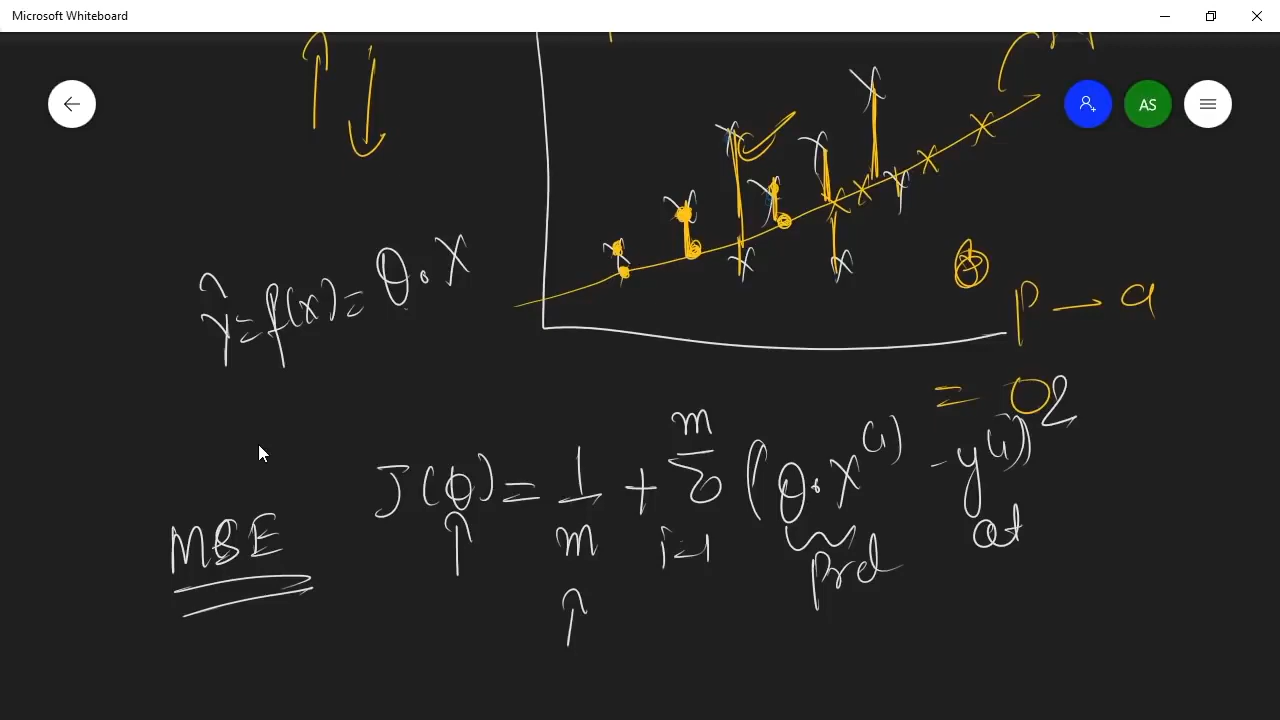 Microsoft Whiteboard
AS
Ŷ = f(x) = θ. X
θ
P — a
= 0
J(θ) = 1/m + m Σ i=1 (θ. X^(i) - y^(i))^2
MSE
pred
act